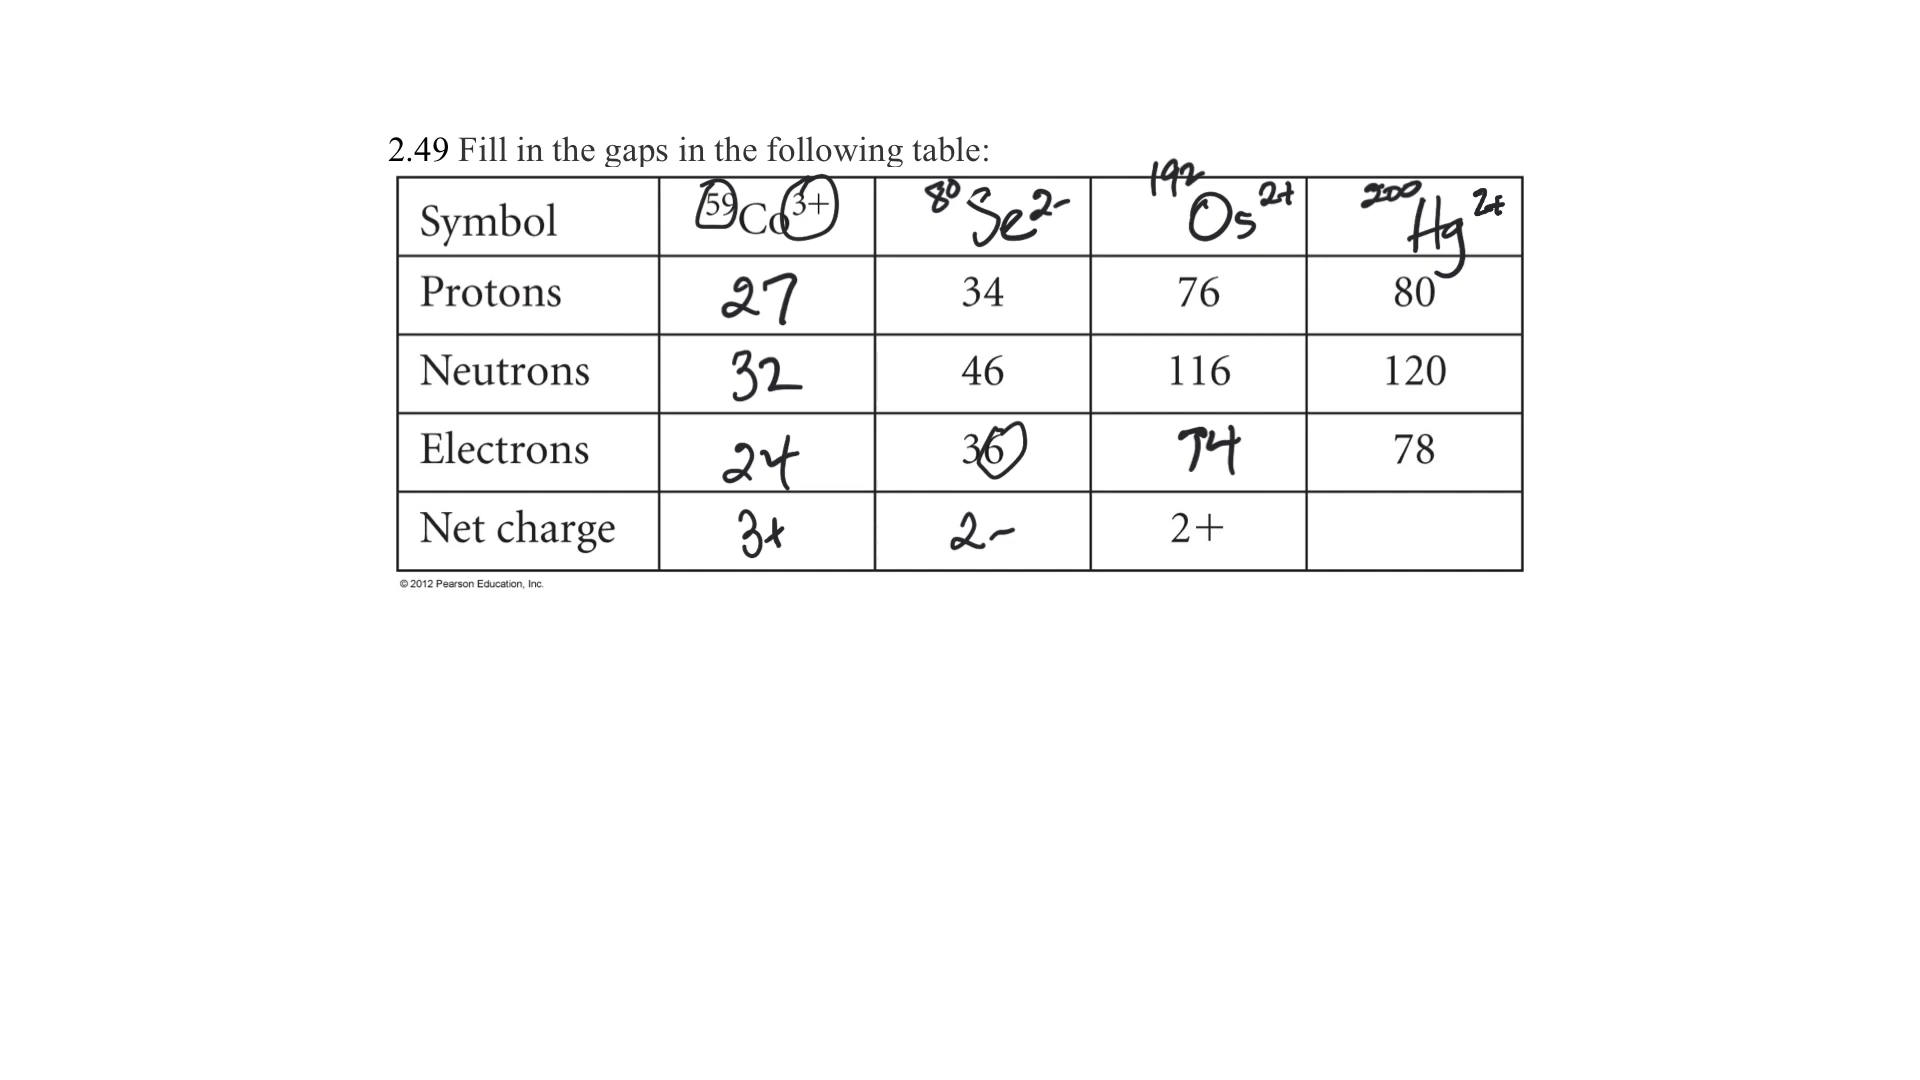 2.49 Fill in the gaps in the following table:
Symbol 59Co3+ 80Se2- 192Os2+ 200Hg2+
Protons 27 34 76 80
Neutrons 32 46 116 120
Electrons 24 36 74 78
Net charge 3+ 2- 2+
© 2012 Pearson Education, Inc.